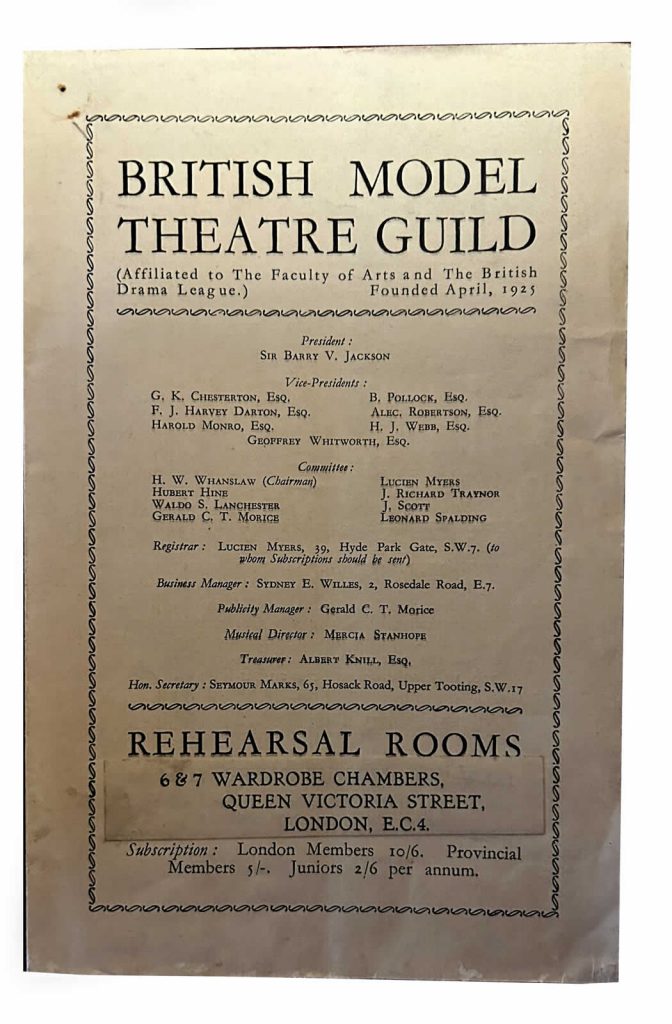 BRITISH MODEL
THEATRE GUILD
(Affiliated to The Faculty of Arts and The British
Drama League.) Founded April, 1925
President :
SIR BARRY V. JACKSON
Vice-Presidents :
G. K. CHESTERTON, ESQ. B. POLLOCK, ESQ.
F. J. HARVEY DARTON, ESQ. ALEC. ROBERTSON, ESQ.
HAROLD MONRO, ESQ. H. J. WEBB, ESQ.
GEOFFREY WHITWORTH, ESQ.
Committee :
H. W. WHANSLAW (Chairman) LUCIEN MYERS
HUBERT HINE J. RICHARD TRAYNOR
WALDO S. LANCHESTER J. SCOTT
GERALD C. T. MORICE LEONARD SPALDING
Registrar : LUCIEN MYERS, 39, Hyde Park Gate, S.W.7. (to
whom Subscriptions should be sent)
Business Manager : SYDNEY E. WILLES, 2, Rosedale Road, E.7.
Publicity Manager : Gerald C. T. Morice
Musical Director : MERCIA STANHOPE
Treasurer : ALBERT KNILL, ESQ,
Hon. Secretary : SEYMOUR MARKS, 65, Hosack Road, Upper Tooting, S.W.17
REHEARSAL ROOMS
6 & 7 WARDROBE CHAMBERS,
QUEEN VICTORIA STREET,
LONDON, E.C.4.
Subscription : London Members 10/6. Provincial
Members 5/-. Juniors 2/6 per annum.